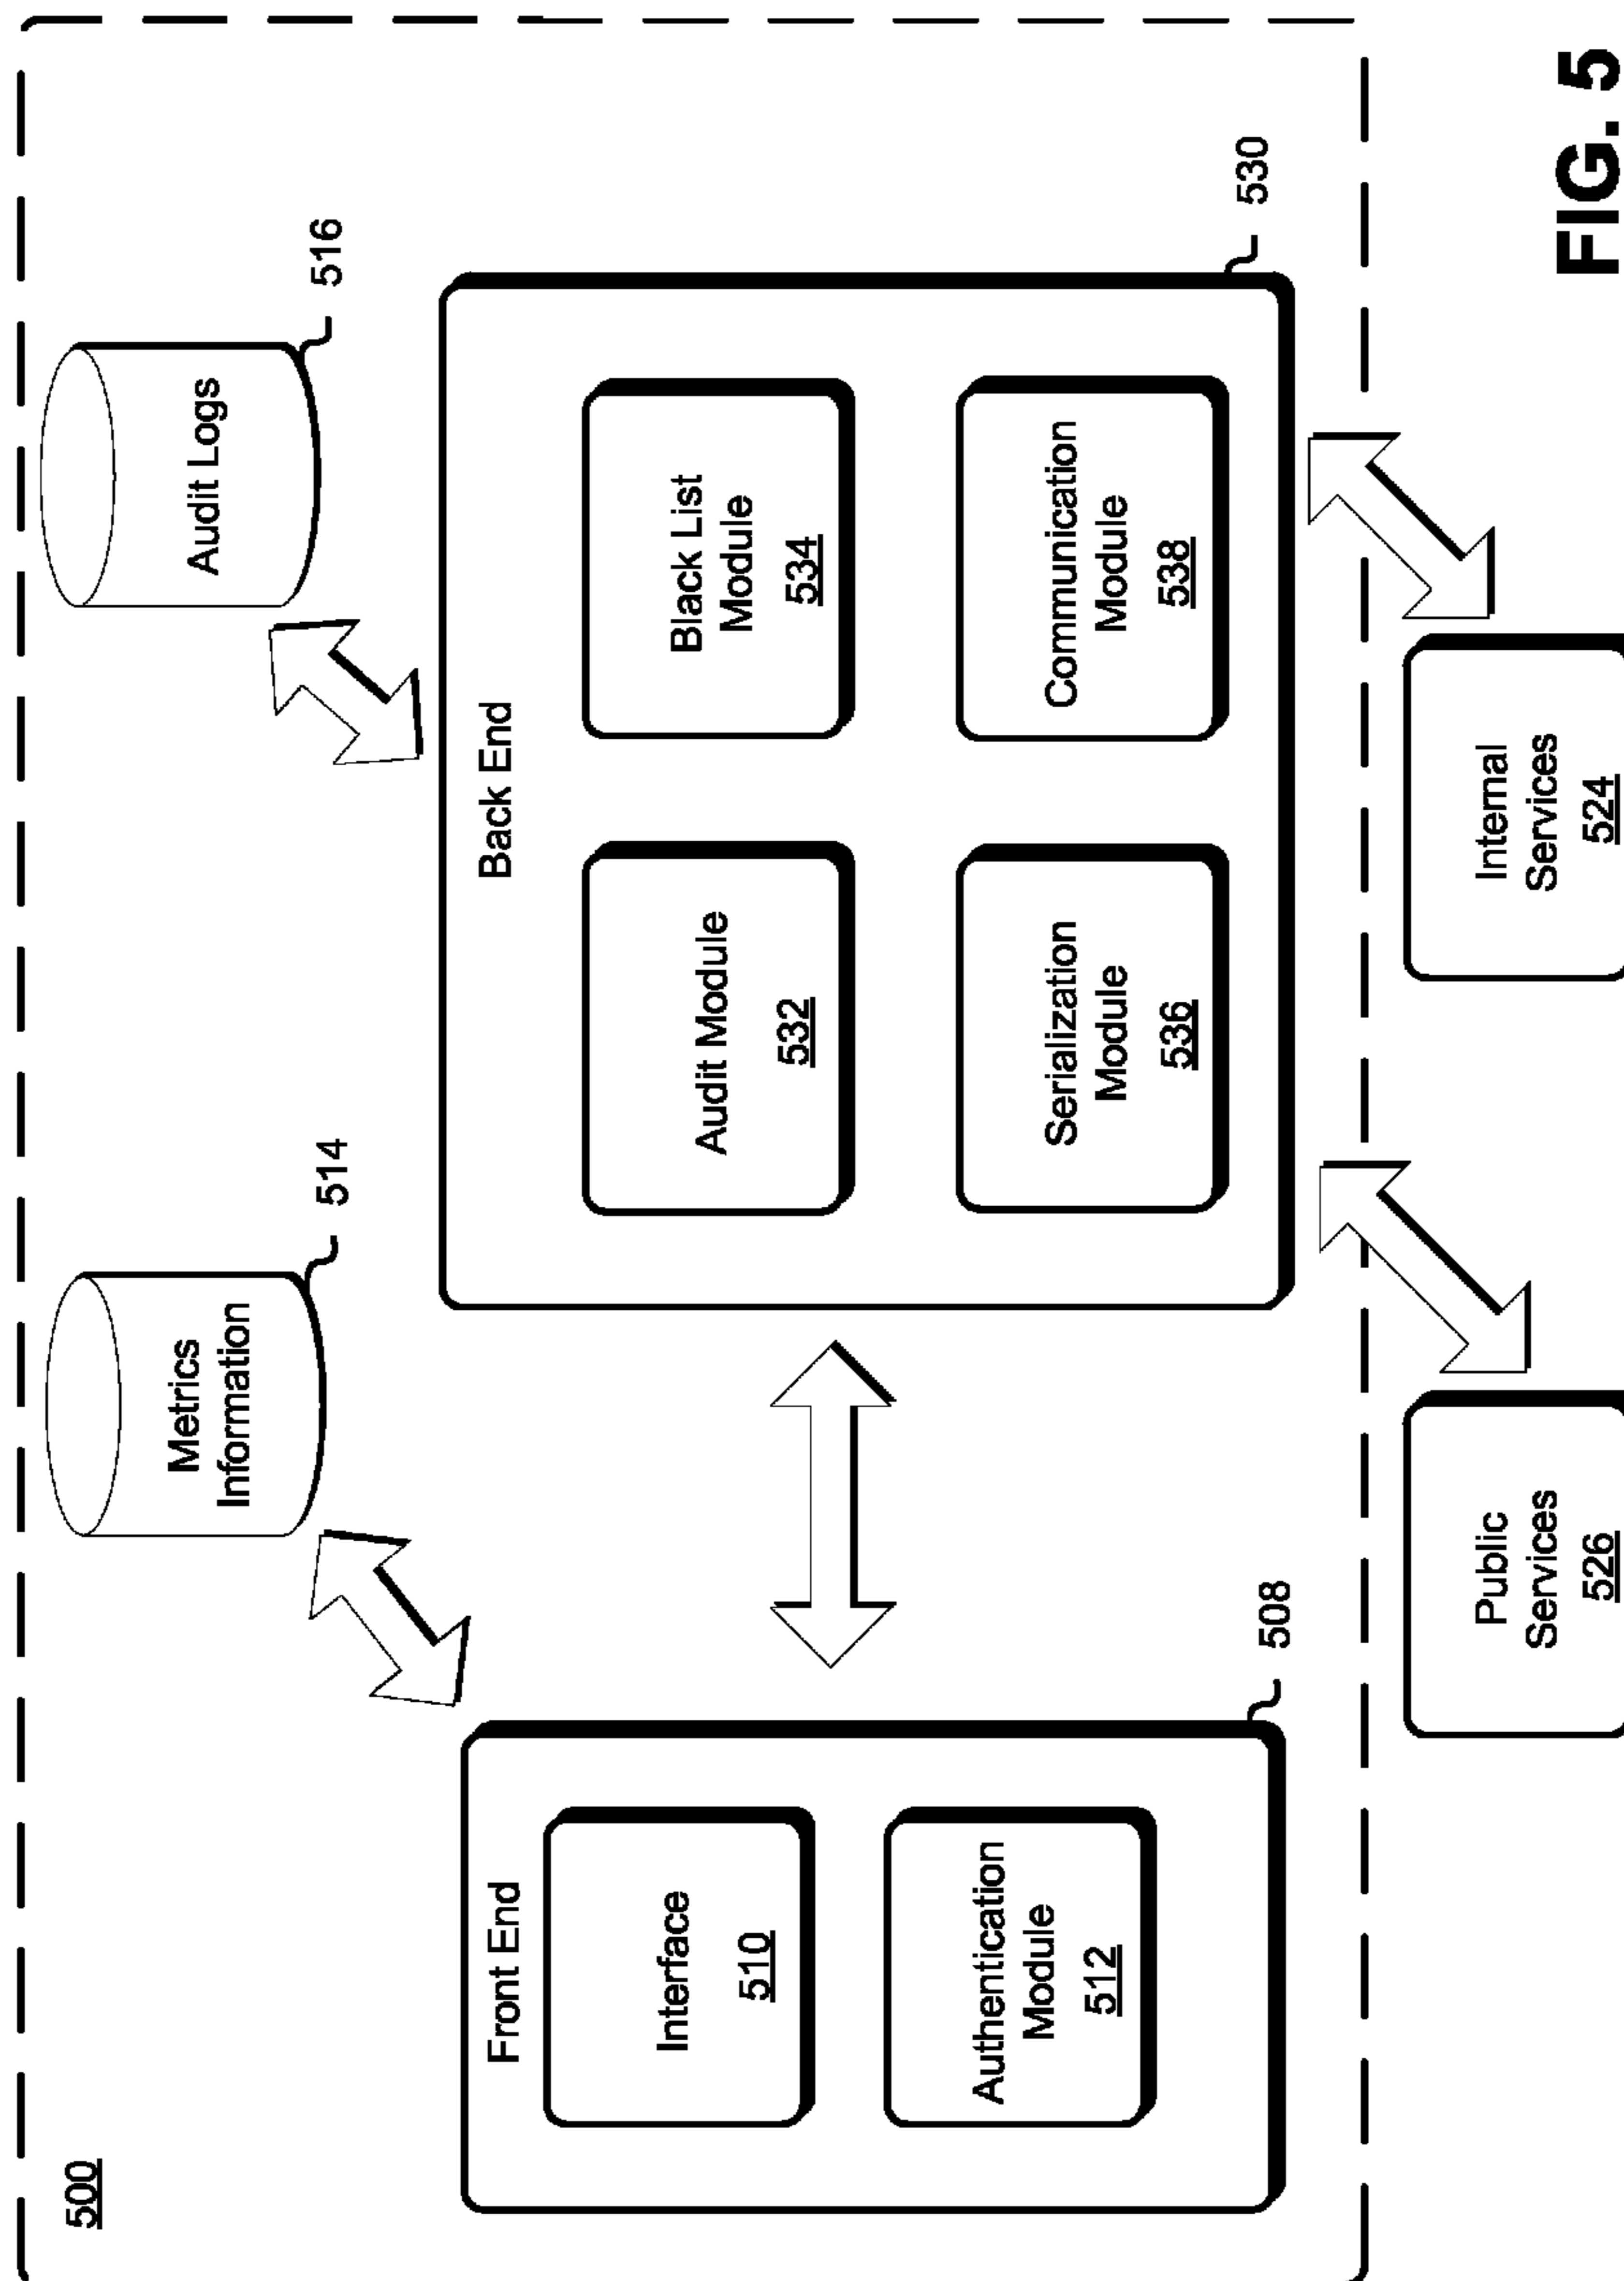 500
Metrics
Information
514
Audit Logs
516
Front End
Interface
510
Authentication
Module
512
508
Back End
Audit Module
532
Black List
Module
534
Serialization
Module
536
Communication
Module
538
530
Public
Services
526
Internal
Services
524
FIG. 5